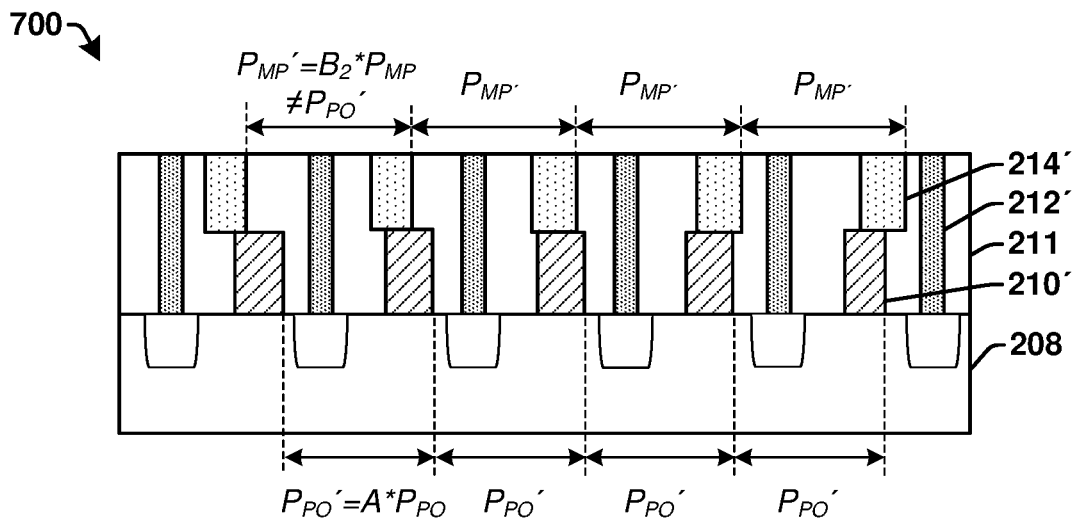 700
P_MP′=B_2*P_MP
≠P_PO′
P_MP′
P_MP′
P_MP′
214′
212′
211
210′
208
P_PO′=A*P_PO
P_PO′
P_PO′
P_PO′